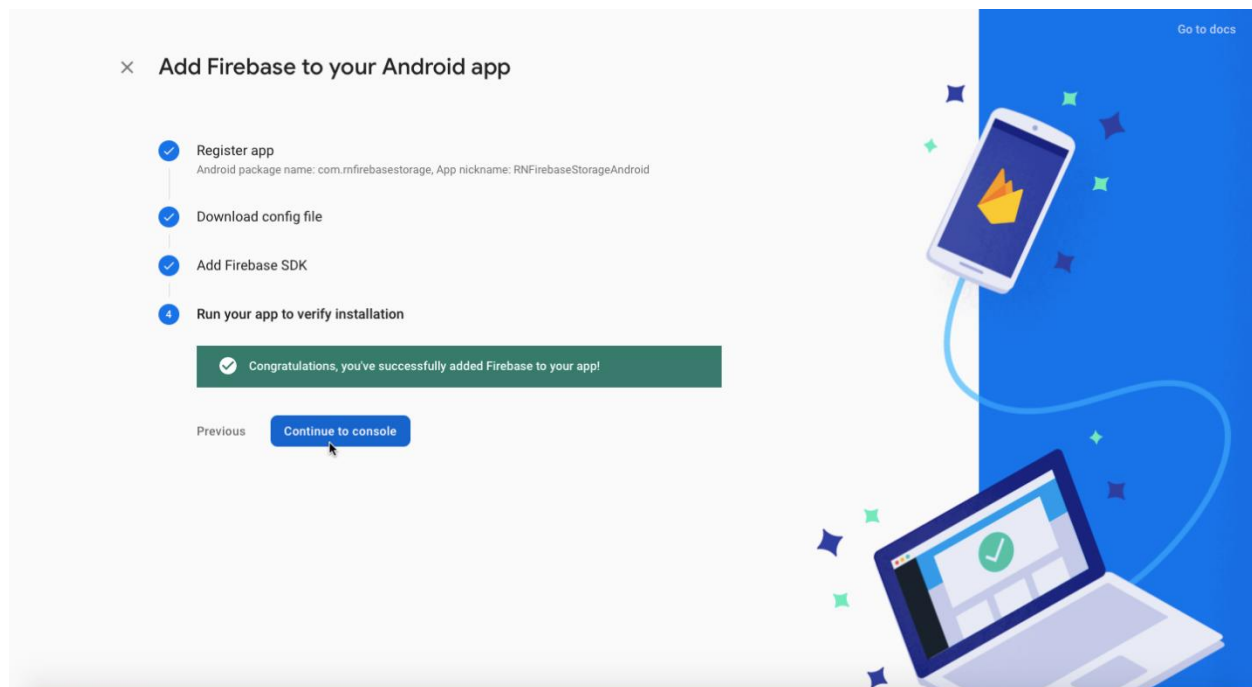 Go to docs
Add Firebase to your Android app
Register app
Android package name: com.rnfirebasestorage, App nickname: RNFirebaseStorageAndroid
Download config file
Add Firebase SDK
4 Run your app to verify installation
Congratulations, you've successfully added Firebase to your app!
Previous Continue to console